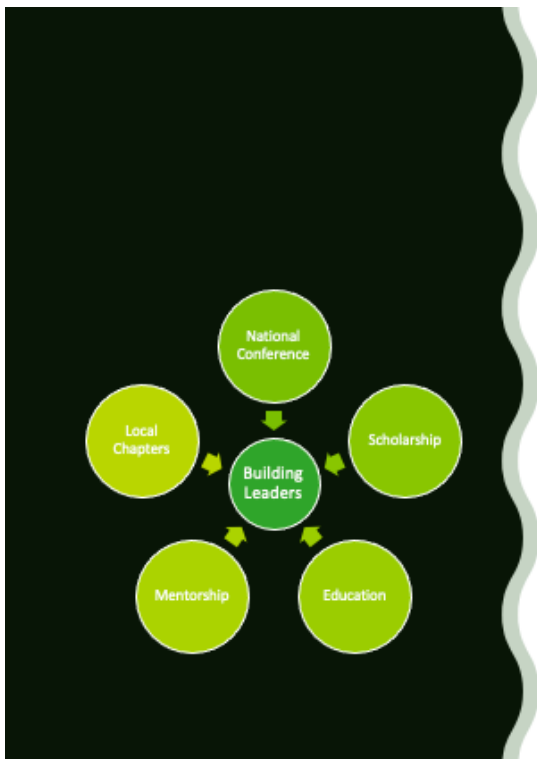 National
Conference
Local
Chapters
Scholarship
Building
Leaders
Mentorship
Education